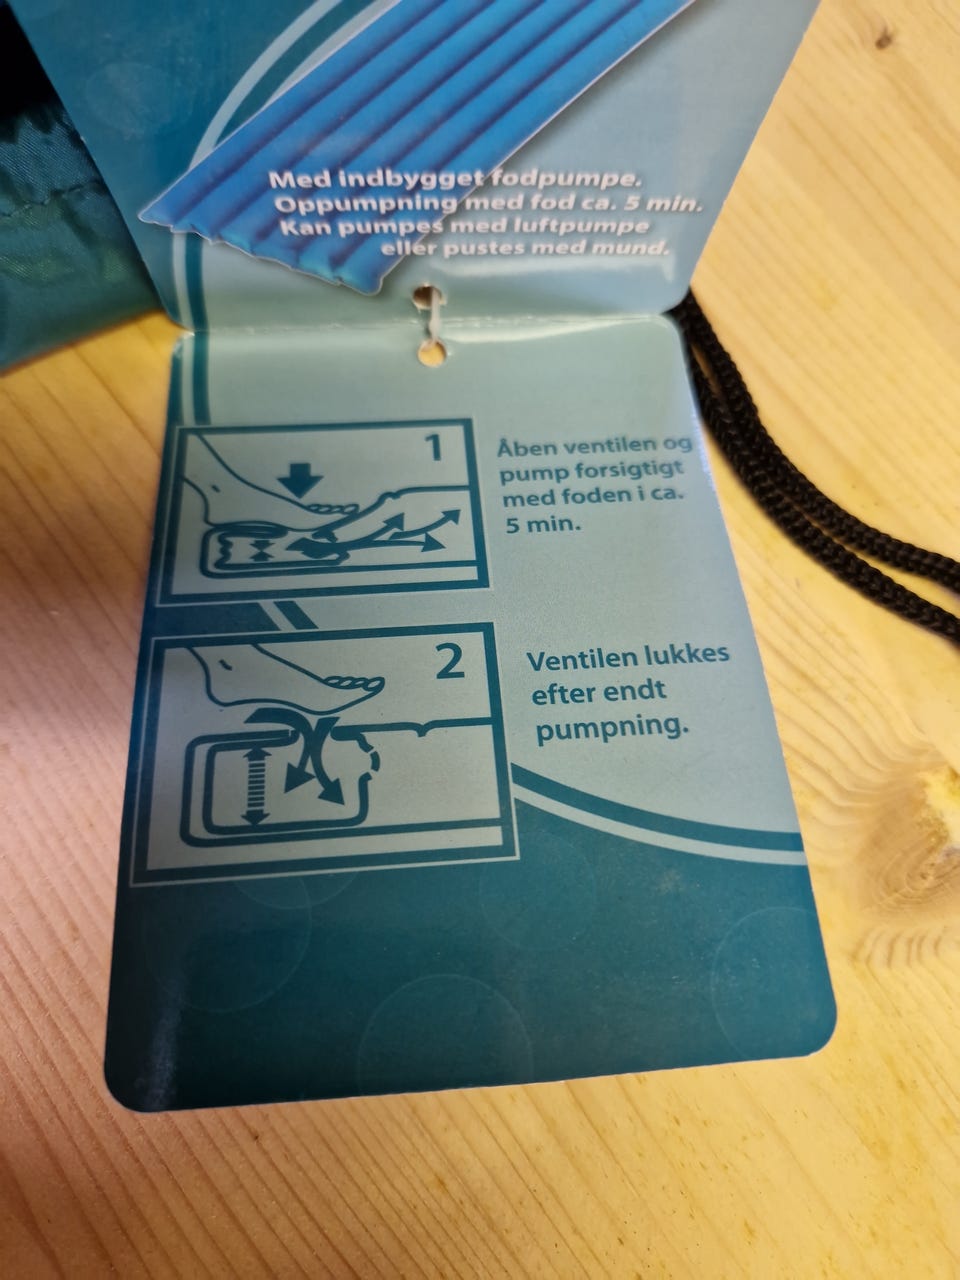 Med indbygget fodpumpe.
Oppumpning med fod ca. 5 min.
Kan pumpes med luftpumpe
eller pustes med mund.
1
Åben ventilen og
pump forsigtigt
med foden i ca.
5 min.
2
Ventilen lukkes
efter endt
pumpning.